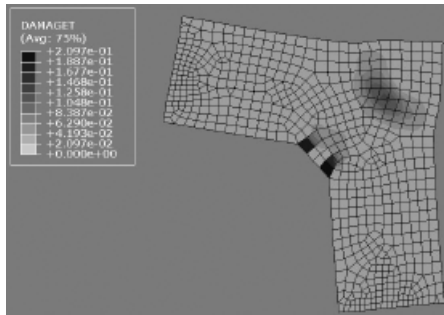 DAMAGET
(Avg: 75%)
+2.097e-01
+1.887e-01
+1.677e-01
+1.468e-01
+1.258e-01
+1.048e-01
+8.387e-02
+6.290e-02
+4.193e-02
+2.097e-02
+0.000e+00